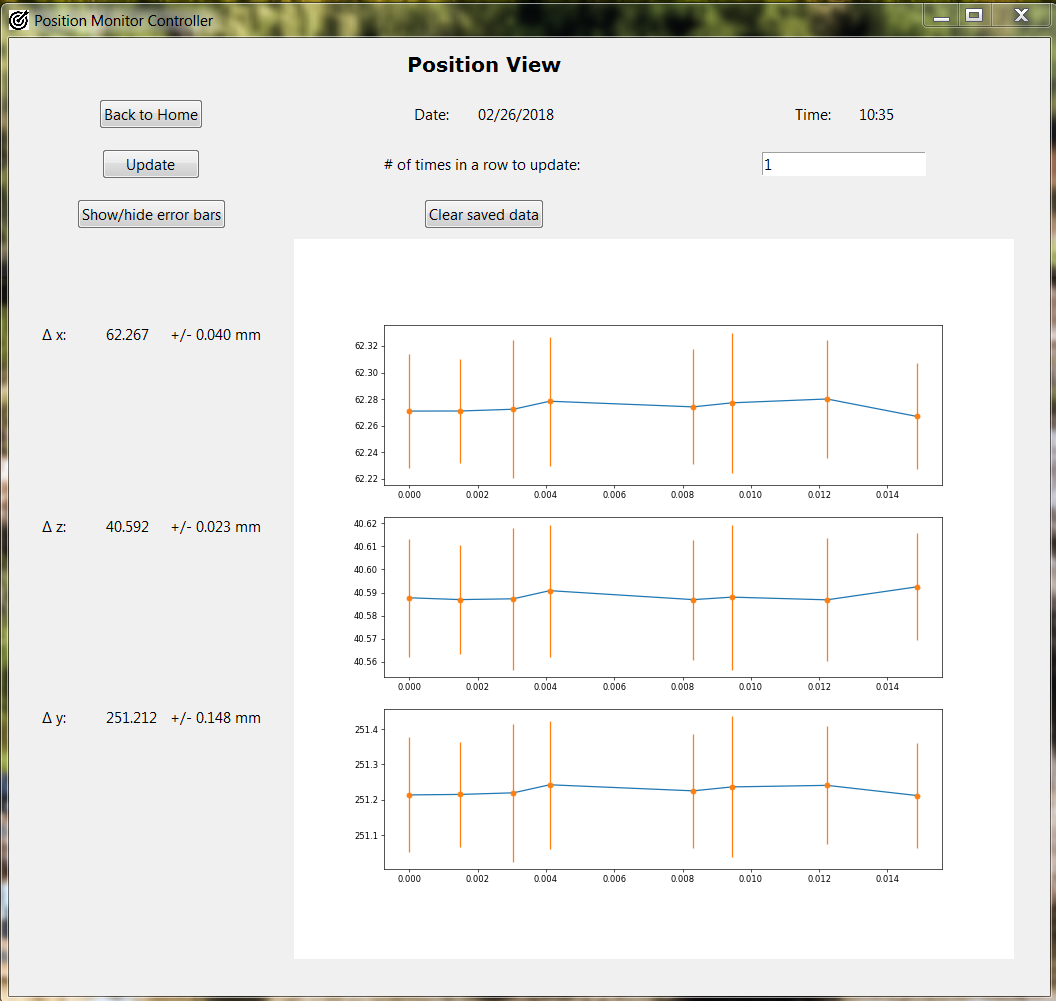 Position Monitor Controller
Position View
Back to Home Date: 02/26/2018 Time: 10:35
Update # of times in a row to update: 1
Show/hide error bars Clear saved data
Δ x: 62.267 +/- 0.040 mm
62.32
62.30
62.28
62.26
62.24
62.22
0.000 0.002 0.004 0.006 0.008 0.010 0.012 0.014
Δ z: 40.592 +/- 0.023 mm
40.62
40.61
40.60
40.59
40.58
40.57
40.56
0.000 0.002 0.004 0.006 0.008 0.010 0.012 0.014
Δ y: 251.212 +/- 0.148 mm
251.4
251.3
251.2
251.1
0.000 0.002 0.004 0.006 0.008 0.010 0.012 0.014